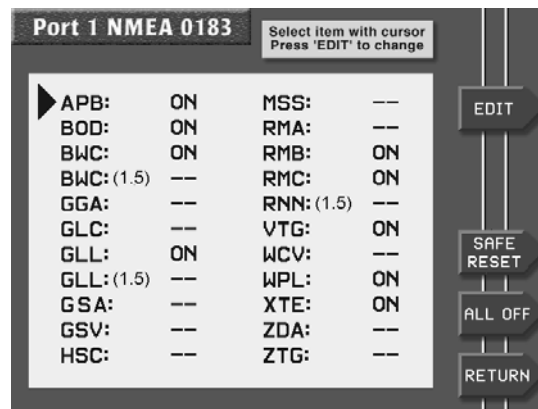 Port 1 NMEA 0183
Select item with cursor
Press 'EDIT' to change
APB: ON
BOD: ON
BWC: ON
BWC: (1.5) --
GGA: --
GLC: --
GLL: ON
GLL: (1.5) --
GSA: --
GSV: --
HSC: --
MSS: --
RMA: --
RMB: ON
RMC: ON
RNN: (1.5) --
VTG: ON
WCV: --
WPL: ON
XTE: ON
ZDA: --
ZTG: --
EDIT
SAFE
RESET
ALL OFF
RETURN